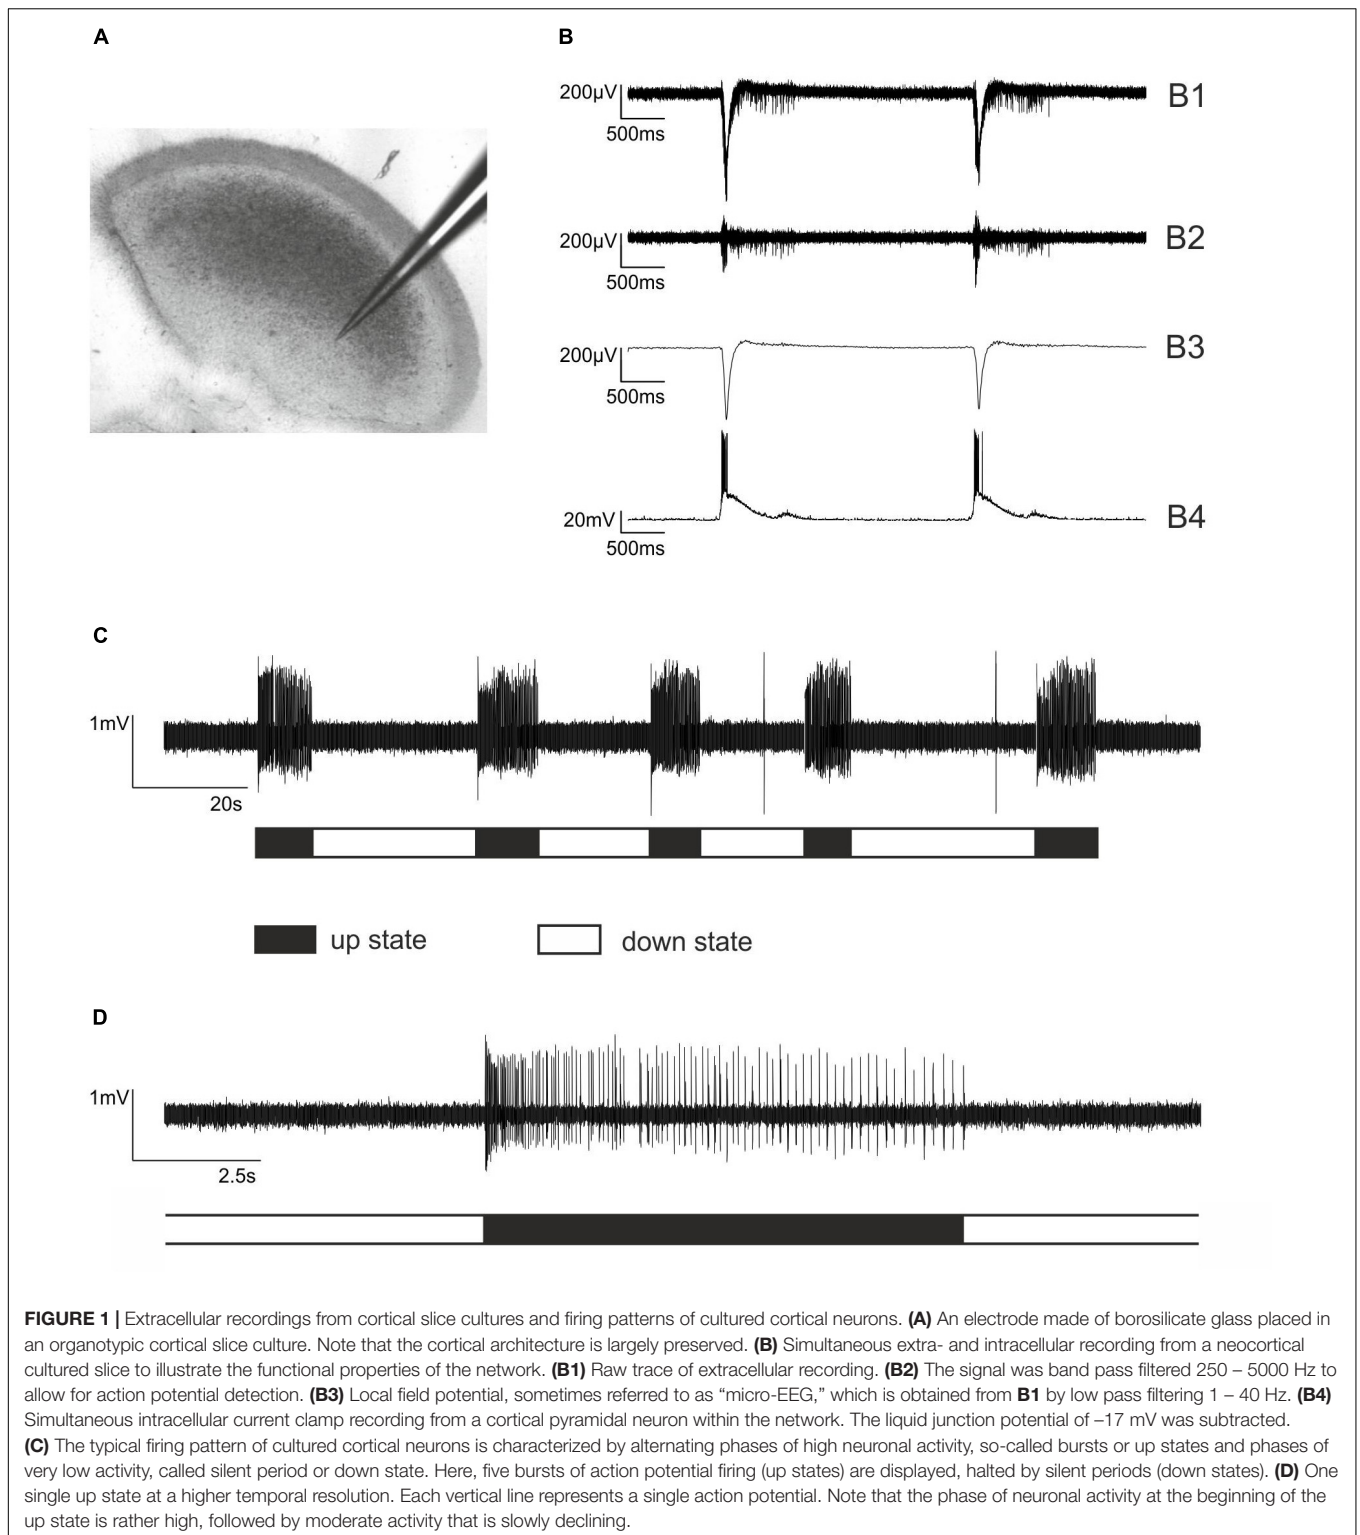 A
B
200µV
500ms
B1
200µV
500ms
B2
200µV
500ms
B3
20mV
500ms
B4
C
1mV
20s
up state
down state
D
1mV
2.5s
FIGURE 1 | Extracellular recordings from cortical slice cultures and firing patterns of cultured cortical neurons. (A) An electrode made of borosilicate glass placed in
an organotypic cortical slice culture. Note that the cortical architecture is largely preserved. (B) Simultaneous extra- and intracellular recording from a neocortical
cultured slice to illustrate the functional properties of the network. (B1) Raw trace of extracellular recording. (B2) The signal was band pass filtered 250 – 5000 Hz to
allow for action potential detection. (B3) Local field potential, sometimes referred to as “micro-EEG,” which is obtained from B1 by low pass filtering 1 – 40 Hz. (B4)
Simultaneous intracellular current clamp recording from a cortical pyramidal neuron within the network. The liquid junction potential of –17 mV was subtracted.
(C) The typical firing pattern of cultured cortical neurons is characterized by alternating phases of high neuronal activity, so-called bursts or up states and phases of
very low activity, called silent period or down state. Here, five bursts of action potential firing (up states) are displayed, halted by silent periods (down states). (D) One
single up state at a higher temporal resolution. Each vertical line represents a single action potential. Note that the phase of neuronal activity at the beginning of the
up state is rather high, followed by moderate activity that is slowly declining.